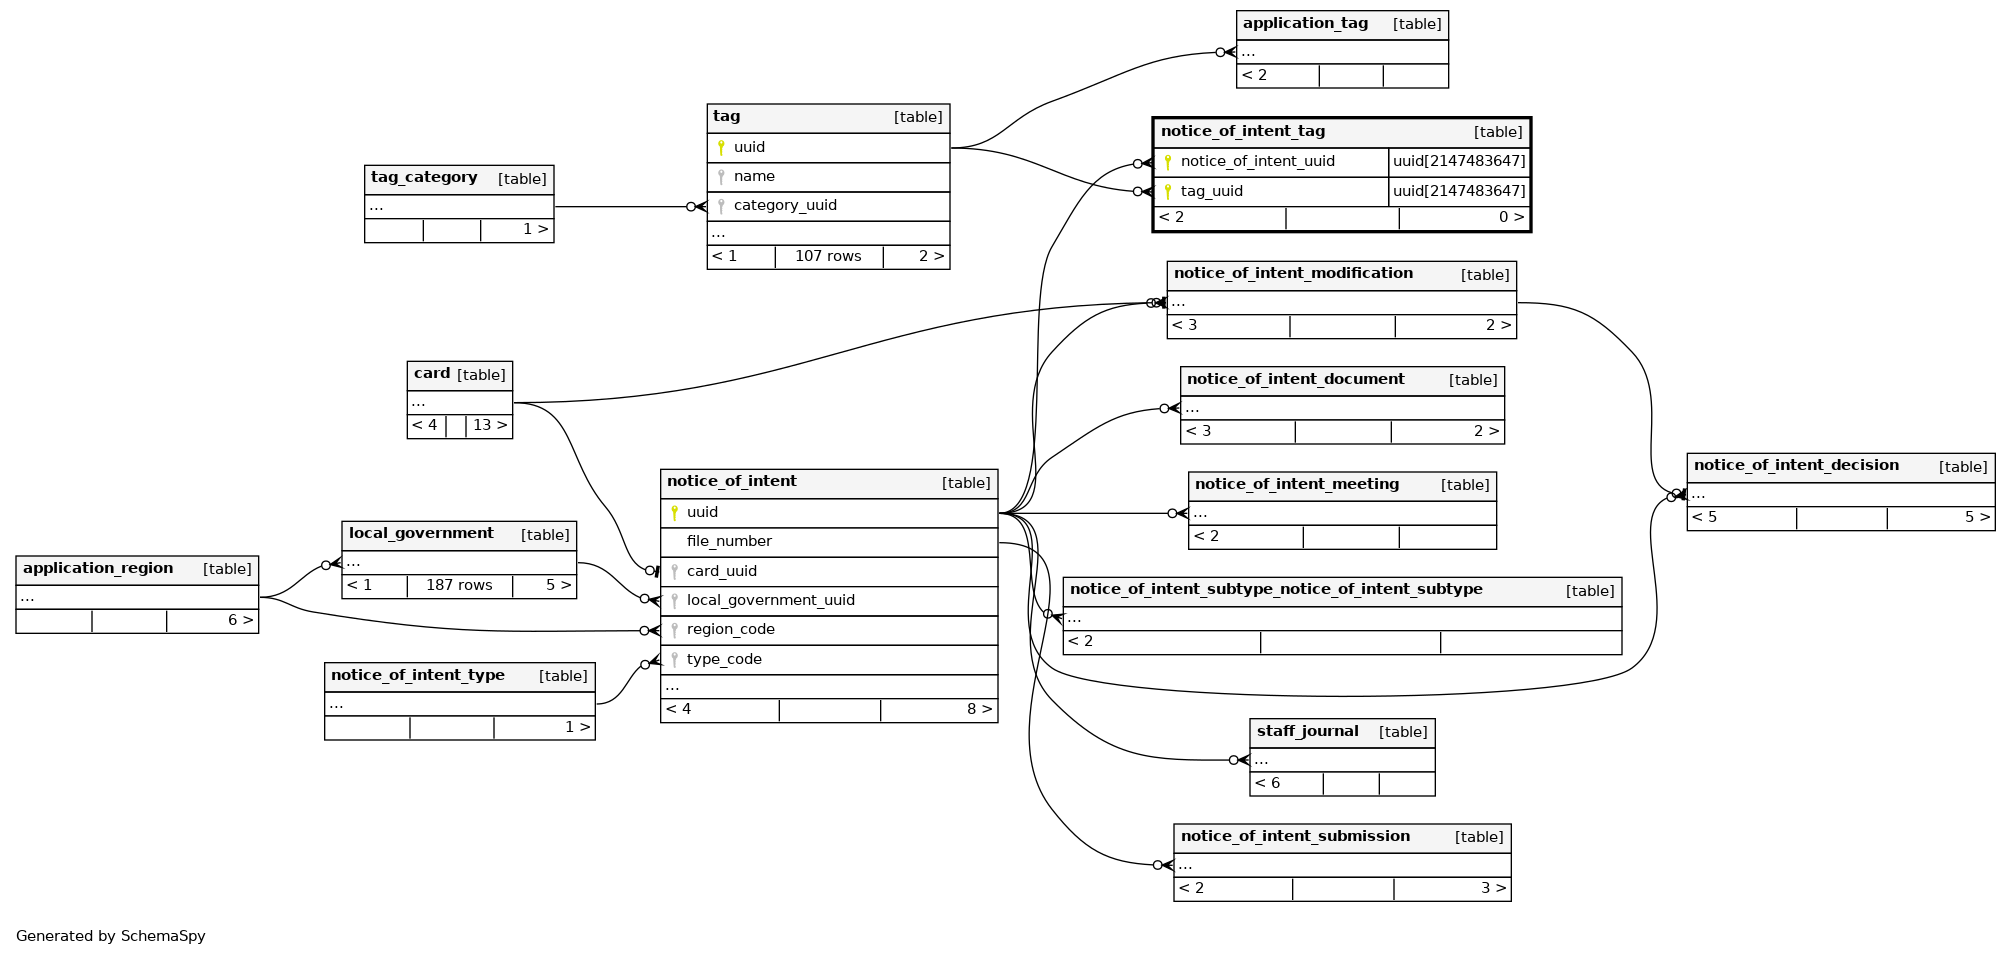 application_tag [table]
...
< 2
notice_of_intent_tag [table]
notice_of_intent_uuid uuid[2147483647]
tag_uuid uuid[2147483647]
< 2 0 >
tag [table]
uuid
name
category_uuid
...
< 1 107 rows 2 >
tag_category [table]
...
1 >
notice_of_intent_modification [table]
...
< 3 2 >
card [table]
...
< 4 13 >
notice_of_intent_document [table]
...
< 3 2 >
notice_of_intent_decision [table]
...
< 5 5 >
notice_of_intent [table]
uuid
file_number
card_uuid
local_government_uuid
region_code
type_code
...
< 4 8 >
notice_of_intent_meeting [table]
...
< 2
local_government [table]
...
< 1 187 rows 5 >
application_region [table]
...
6 >
notice_of_intent_subtype_notice_of_intent_subtype [table]
...
< 2
notice_of_intent_type [table]
...
1 >
staff_journal [table]
...
< 6
notice_of_intent_submission [table]
...
< 2 3 >
Generated by SchemaSpy